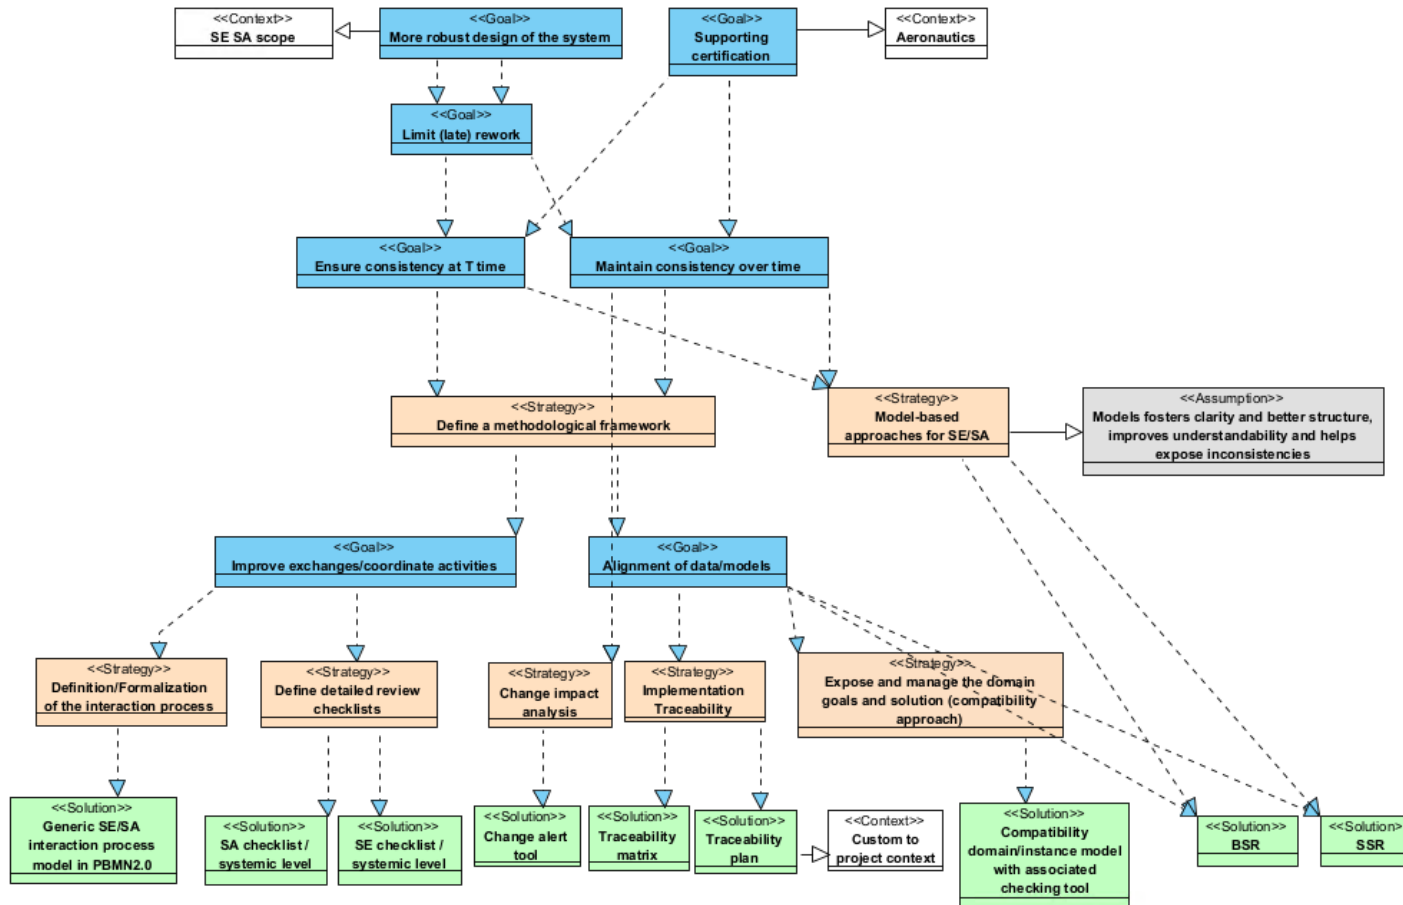 <<Context>>
SE SA scope
<<Goal>>
More robust design of the system
<<Goal>>
Supporting
certification
<<Context>>
Aeronautics
<<Goal>>
Limit (late) rework
<<Goal>>
Ensure consistency at T time
<<Goal>>
Maintain consistency over time
<<Strategy>>
Define a methodological framework
<<Strategy>>
Model-based
approaches for SE/SA
<<Assumption>>
Models fosters clarity and better structure,
improves understandability and helps
expose inconsistencies
<<Goal>>
Improve exchanges/coordinate activities
<<Goal>>
Alignment of data/models
<<Strategy>>
Definition/Formalization
of the interaction process
<<Strategy>>
Define detailed review
checklists
<<Strategy>>
Change impact
analysis
<<Strategy>>
Implementation
Traceability
<<Strategy>>
Expose and manage the domain
goals and solution (compatibility
approach)
<<Solution>>
Generic SE/SA
interaction process
model in PBMN2.0
<<Solution>>
SA checklist /
systemic level
<<Solution>>
SE checklist /
systemic level
<<Solution>>
Change alert
tool
<<Solution>>
Traceability
matrix
<<Solution>>
Traceability
plan
<<Context>>
Custom to
project context
<<Solution>>
Compatibility
domain/instance model
with associated
checking tool
<<Solution>>
BSR
<<Solution>>
SSR